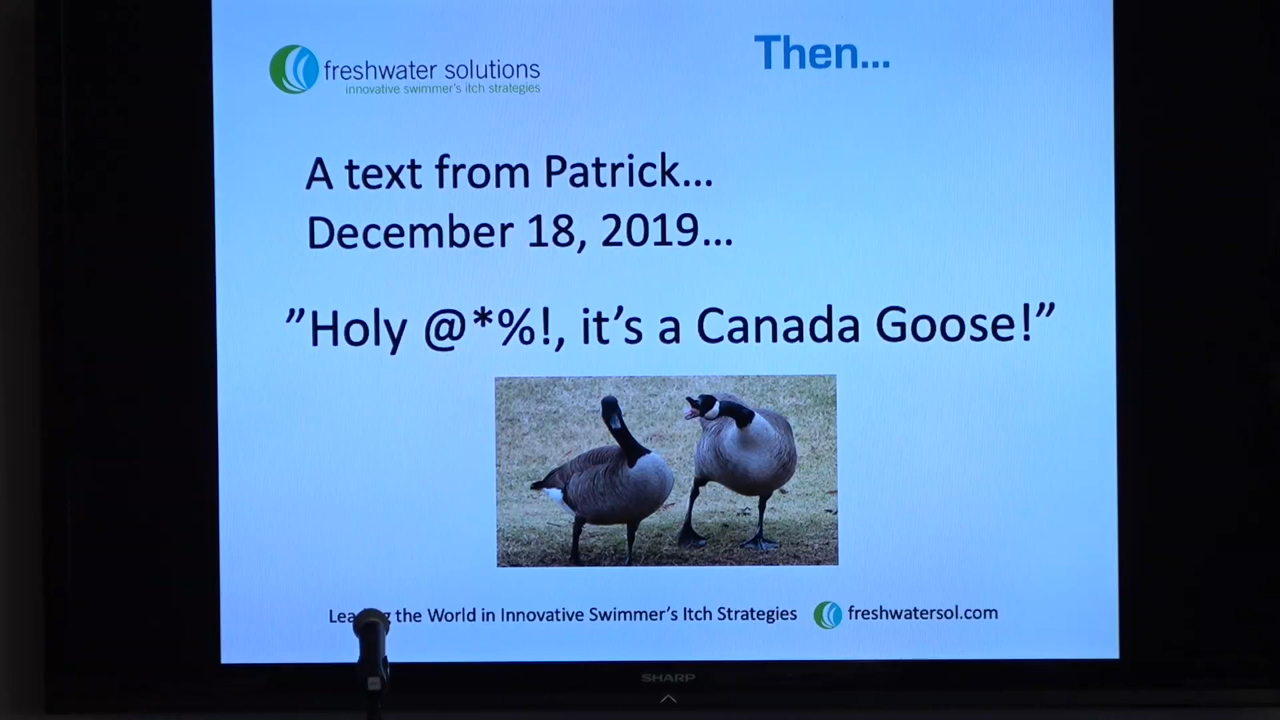 freshwater solutions
innovative swimmer's itch strategies
Then...
A text from Patrick...
December 18, 2019...
”Holy @*%!, it’s a Canada Goose!”
the World in Innovative Swimmer's Itch Strategies
freshwatersol.com
SHARP